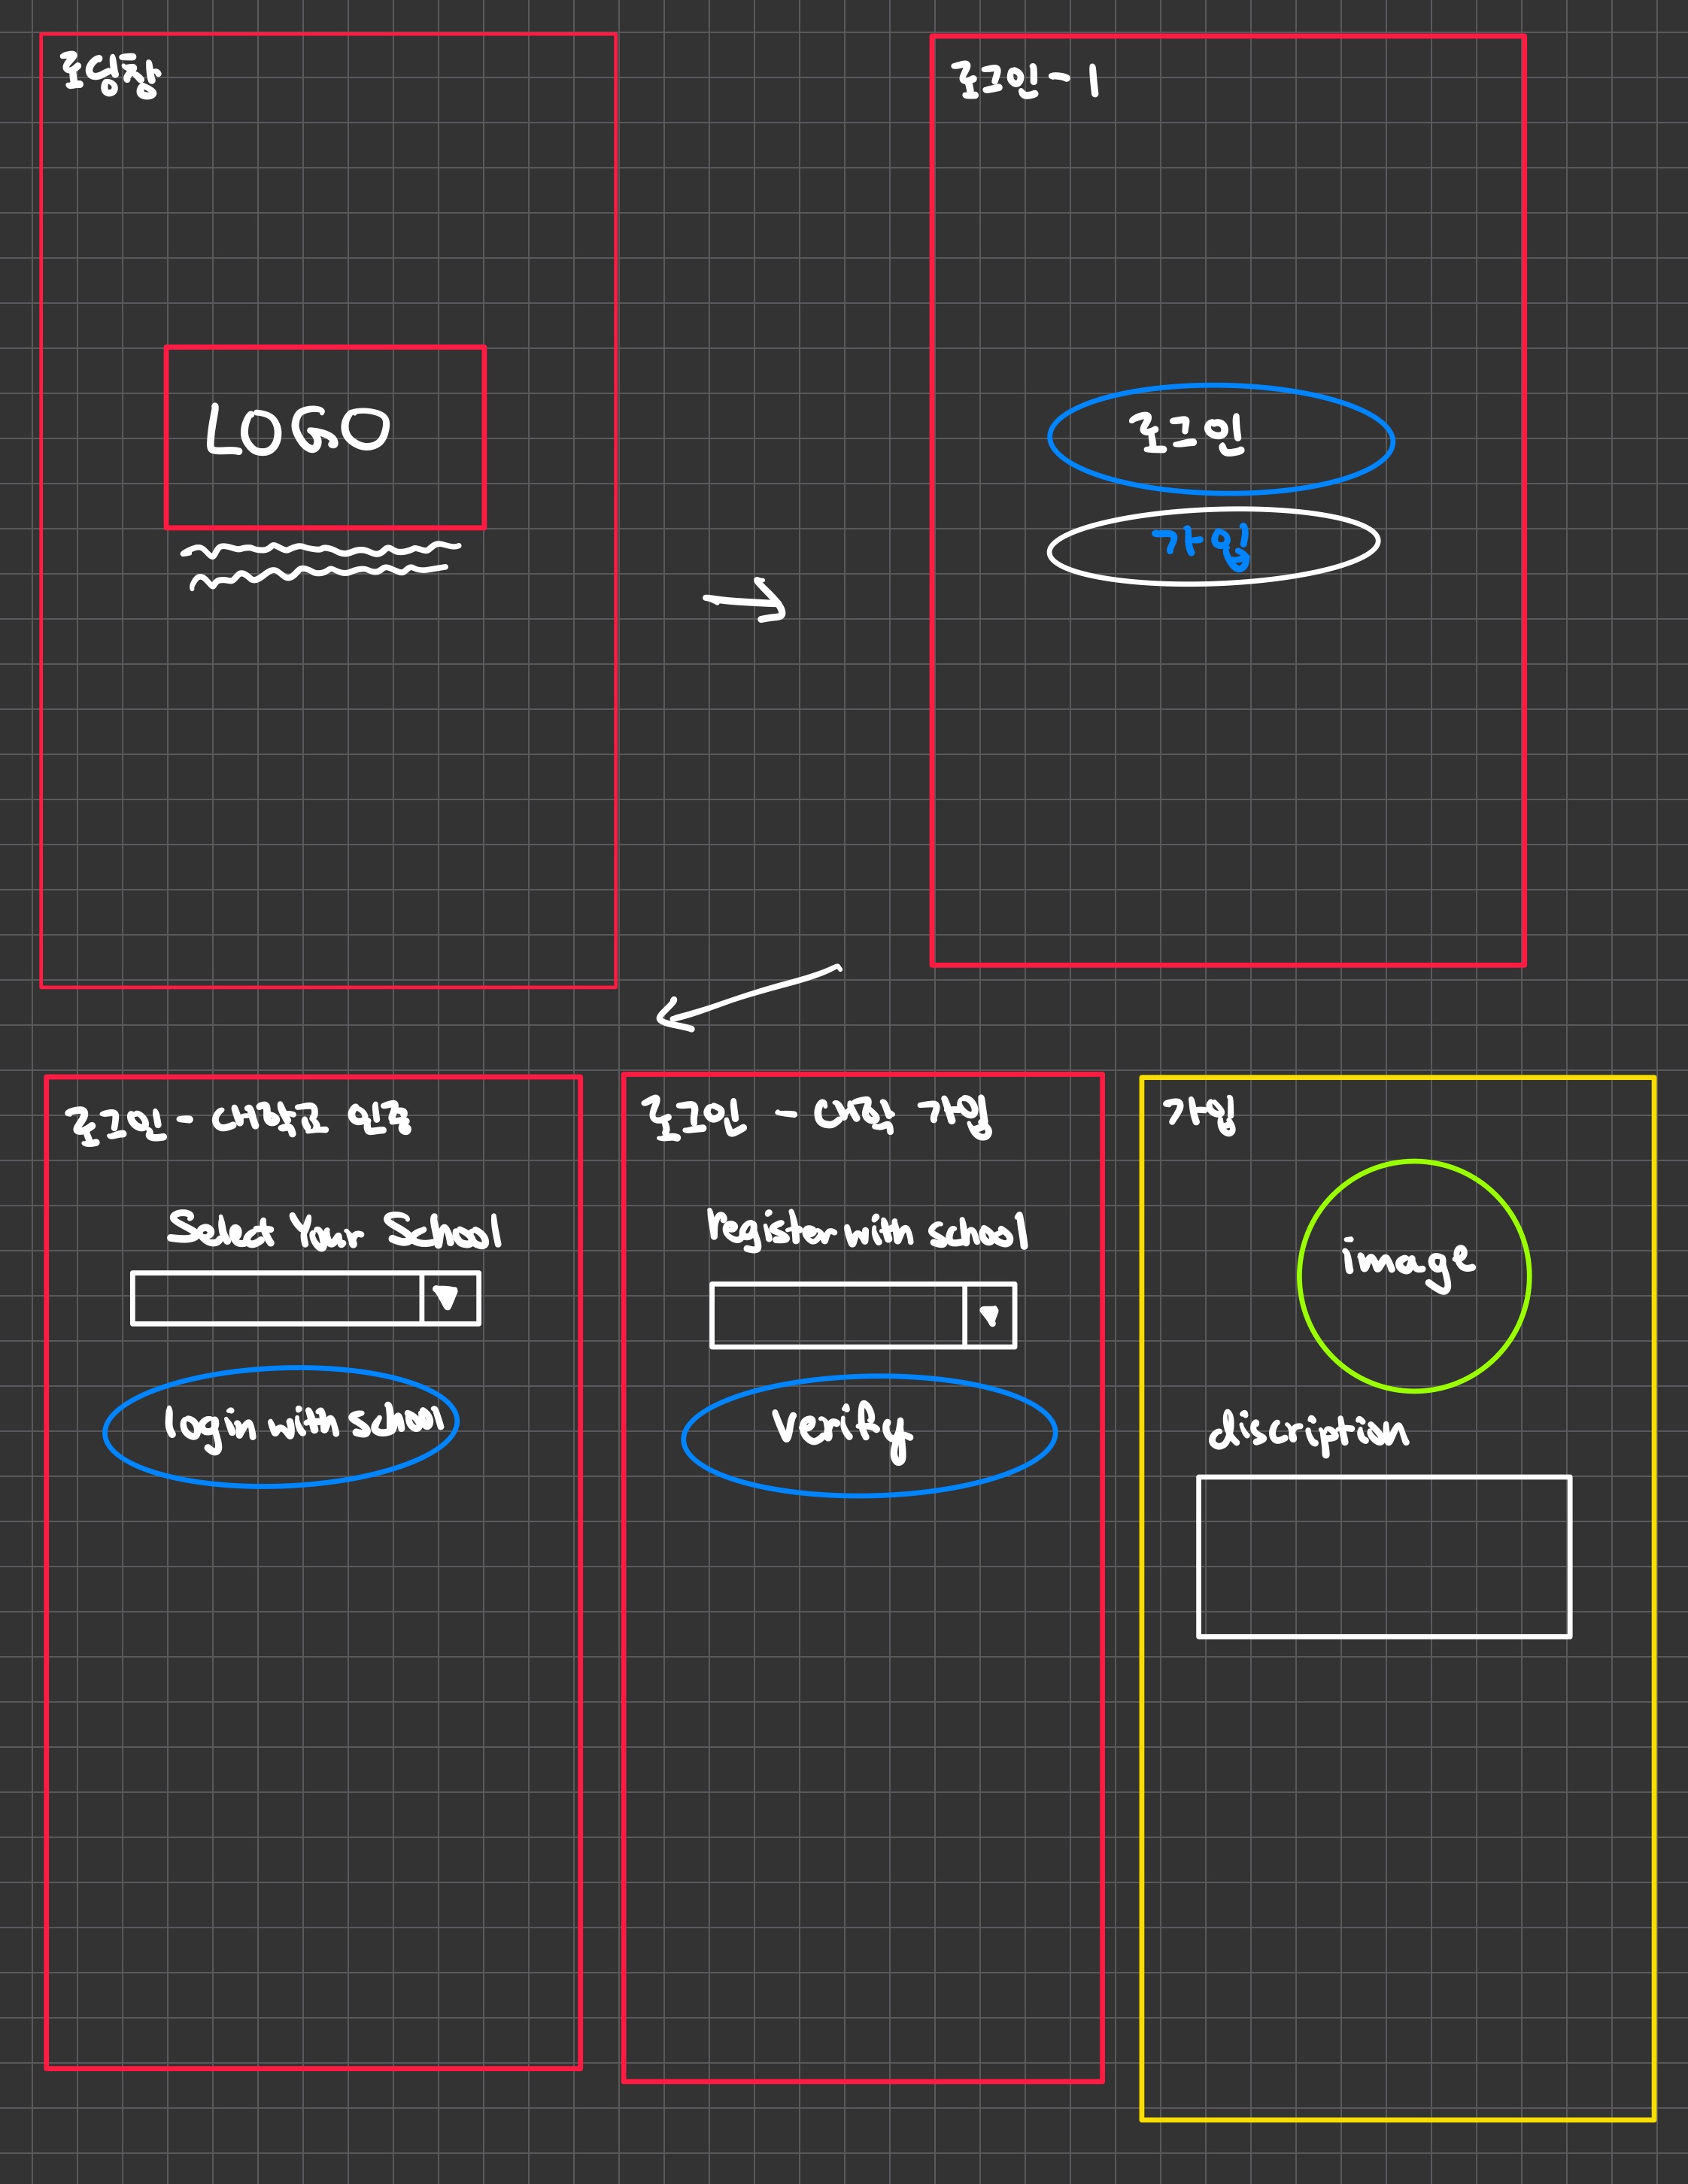 로딩창
LOGO
로그인-1
로그인
가입
로그인 - 대학교 인증
Select Your School
login with school
로그인 - 대학 가입
register with school
Verify
가입
image
discription